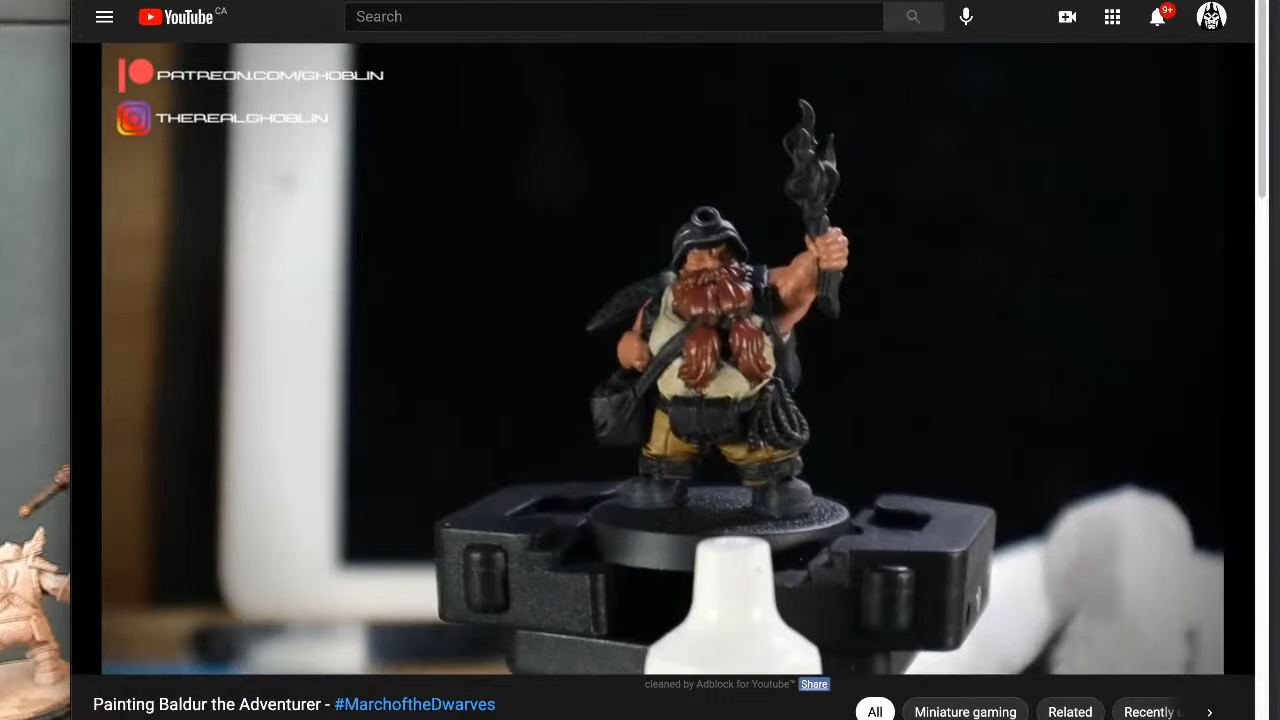 YouTube CA
Search
9+
PATREON.COM/GHOBLIN
THEREALGHOBLIN
cleaned by Adblock for Youtube™ Share
Painting Baldur the Adventurer - #MarchoftheDwarves
All Miniature gaming Related Recently